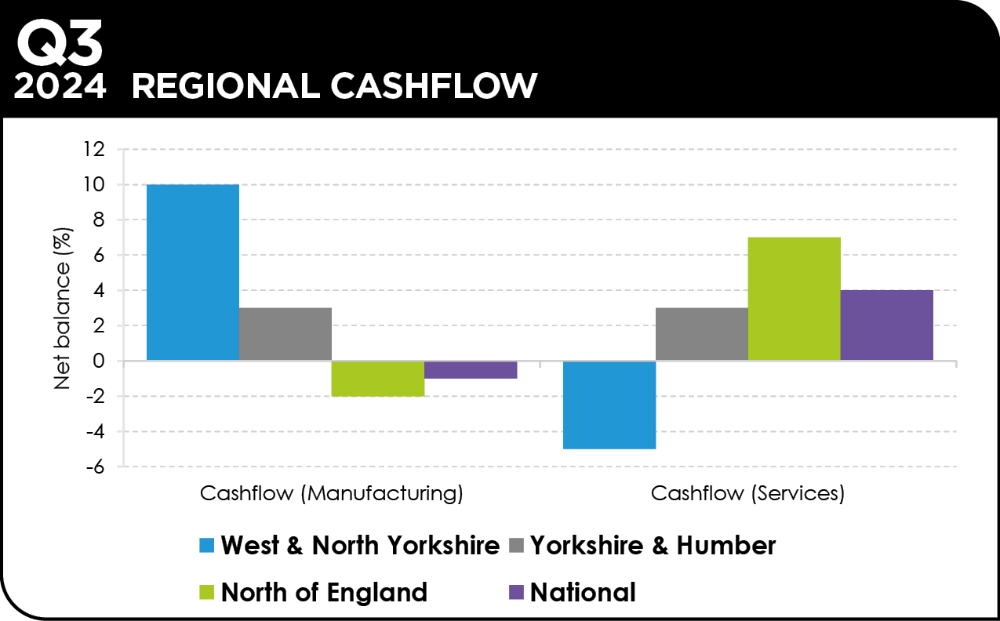 Q3
2024 REGIONAL CASHFLOW
12
10
8
6
4
2
0
-2
-4
-6
Net balance (%)
Cashflow (Manufacturing) Cashflow (Services)
West & North Yorkshire Yorkshire & Humber
North of England National